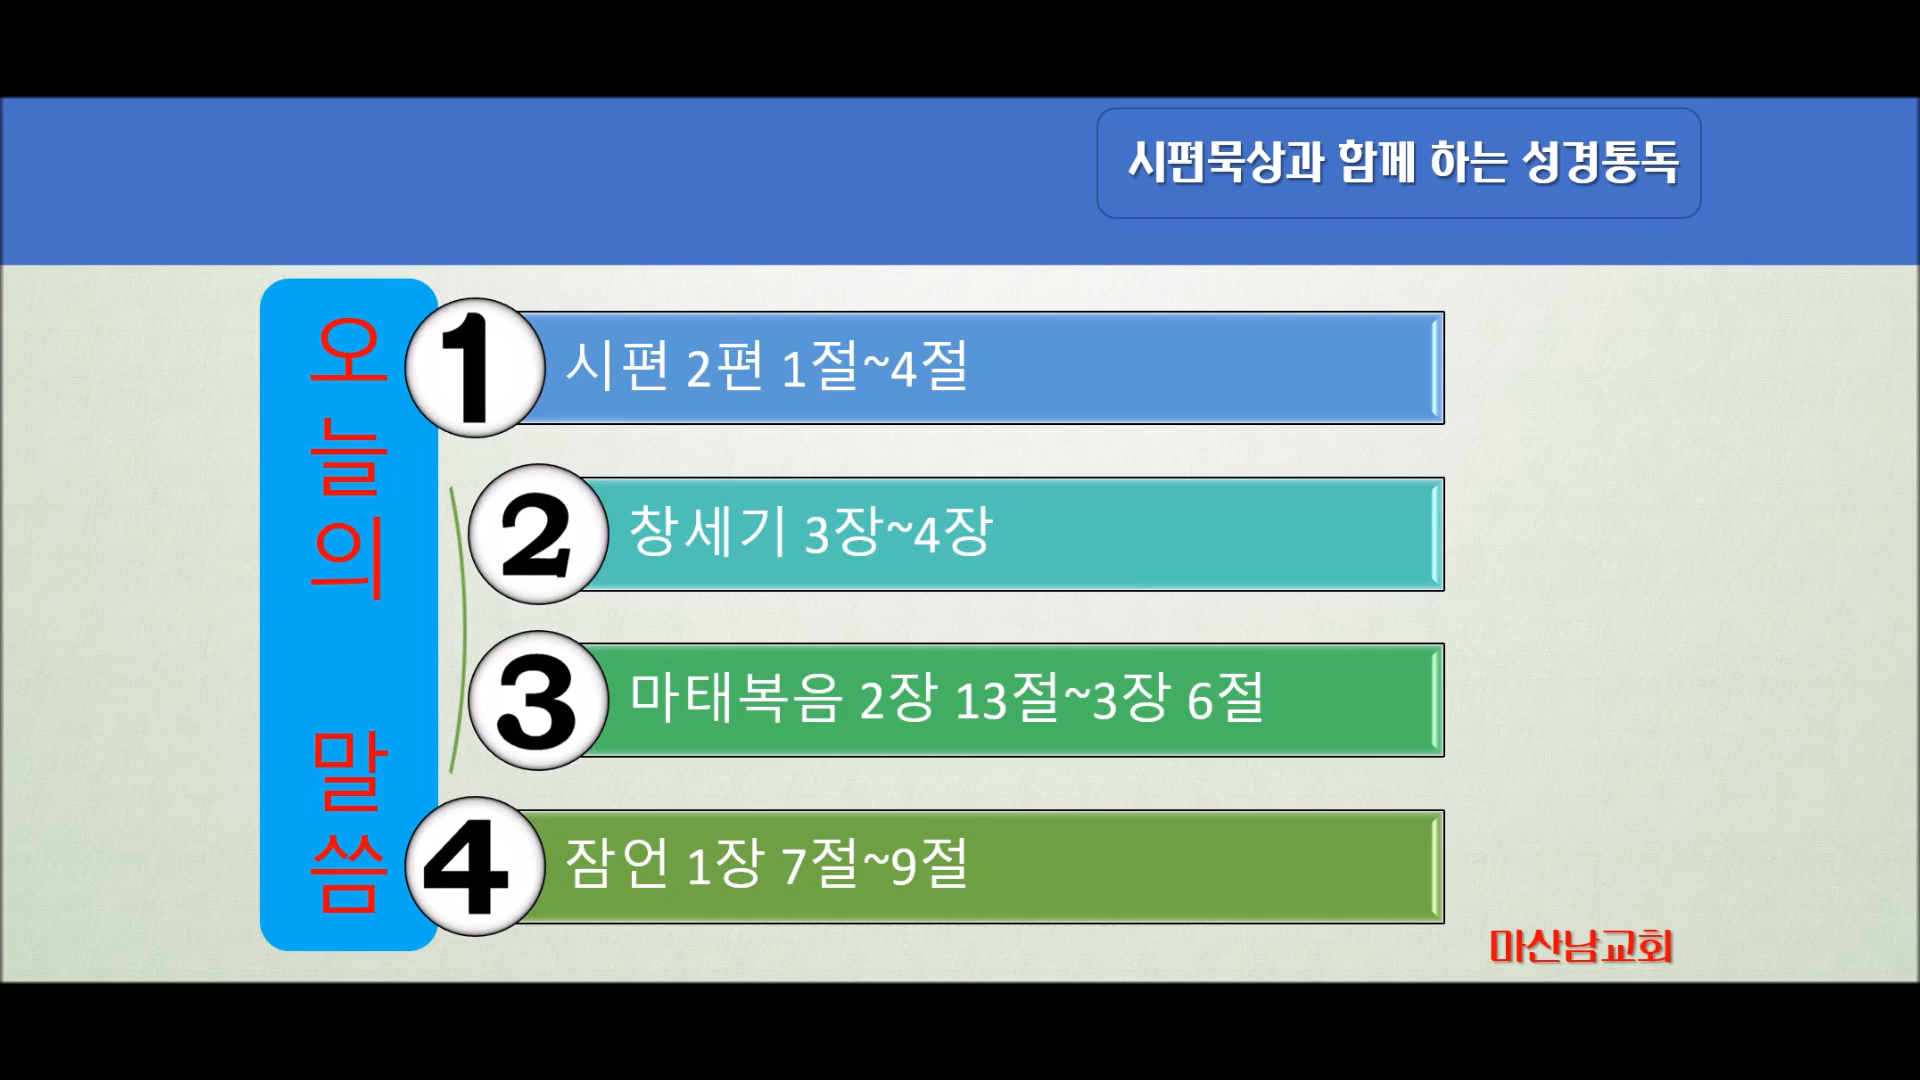 시편묵상과 함께 하는 성경통독
오늘의 말씀
1 시편 2편 1절~4절
2 창세기 3장~4장
3 마태복음 2장 13절~3장 6절
4 잠언 1장 7절~9절
마산남교회